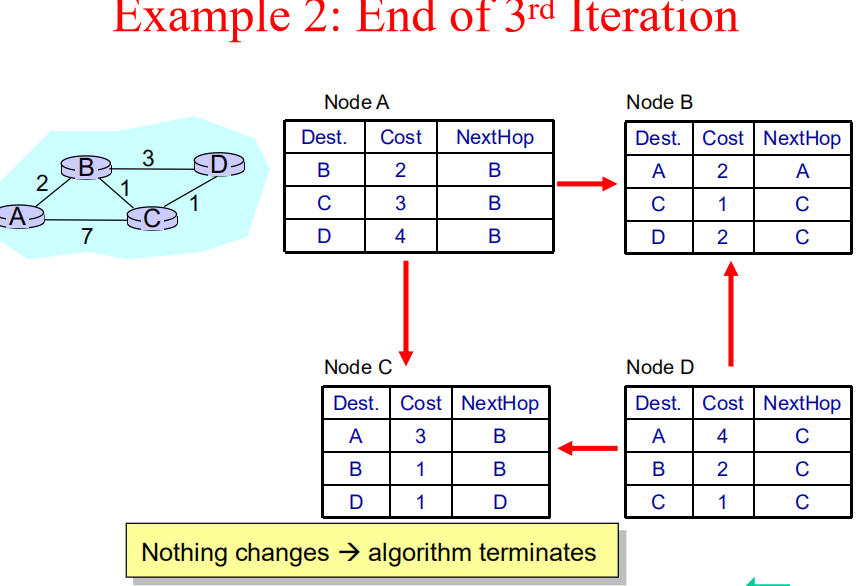 Example 2: End of 3rd Iteration
Node A
Dest. Cost NextHop
B 2 B
C 3 B
D 4 B
Node B
Dest. Cost NextHop
A 2 A
C 1 C
D 2 C
B 3 D
2 1 1
A C
7
Node C
Dest. Cost NextHop
A 3 B
B 1 B
D 1 D
Node D
Dest. Cost NextHop
A 4 C
B 2 C
C 1 C
Nothing changes → algorithm terminates